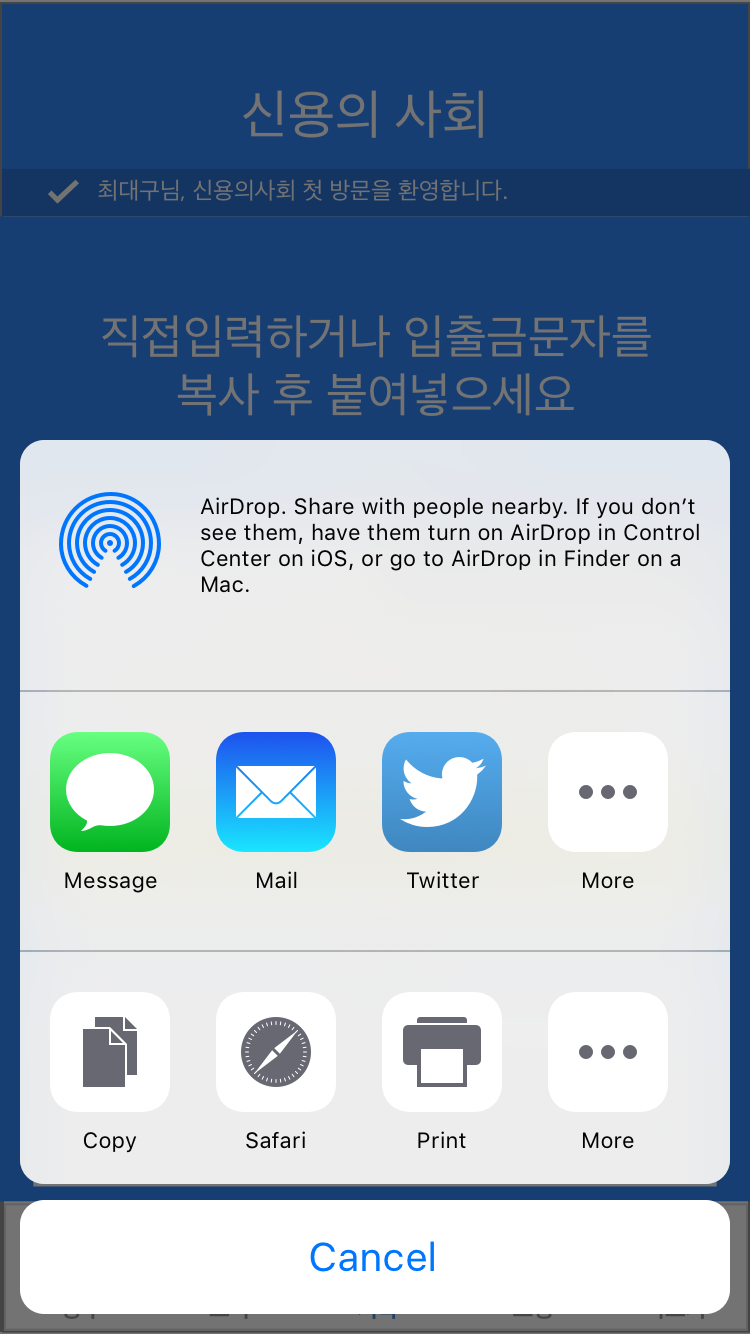 신용의 사회
최대구님, 신용의사회 첫 방문을 환영합니다.
직접입력하거나 입출금문자를
복사 후 붙여넣으세요
AirDrop. Share with people nearby. If you don’t
see them, have them turn on AirDrop in Control
Center on iOS, or go to AirDrop in Finder on a
Mac.
Message
Mail
Twitter
More
Copy
Safari
Print
More
Cancel